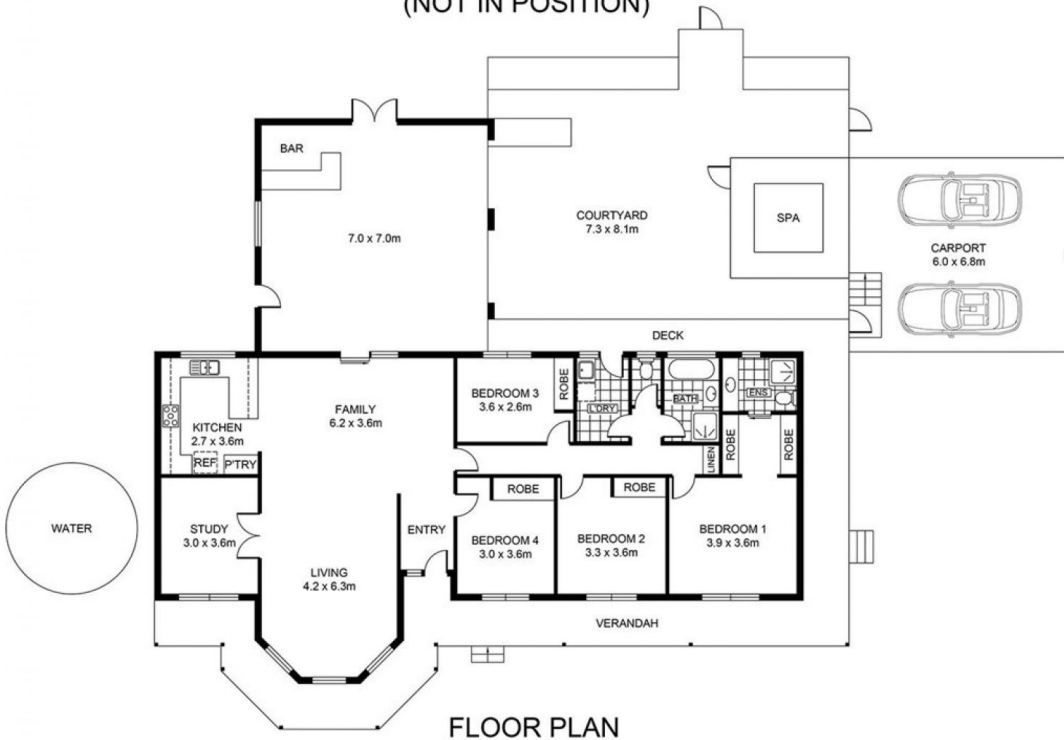 (NOT IN POSITION)
BAR
7.0 x 7.0m
COURTYARD
7.3 x 8.1m
SPA
CARPORT
6.0 x 6.8m
DECK
KITCHEN
2.7 x 3.6m
REF
P'TRY
FAMILY
6.2 x 3.6m
BEDROOM 3
3.6 x 2.6m
ROBE
L'DRY
BATH
ENS
ROBE
ROBE
LINEN
WATER
STUDY
3.0 x 3.6m
LIVING
4.2 x 6.3m
ENTRY
ROBE
BEDROOM 4
3.0 x 3.6m
ROBE
BEDROOM 2
3.3 x 3.6m
BEDROOM 1
3.9 x 3.6m
VERANDAH
FLOOR PLAN